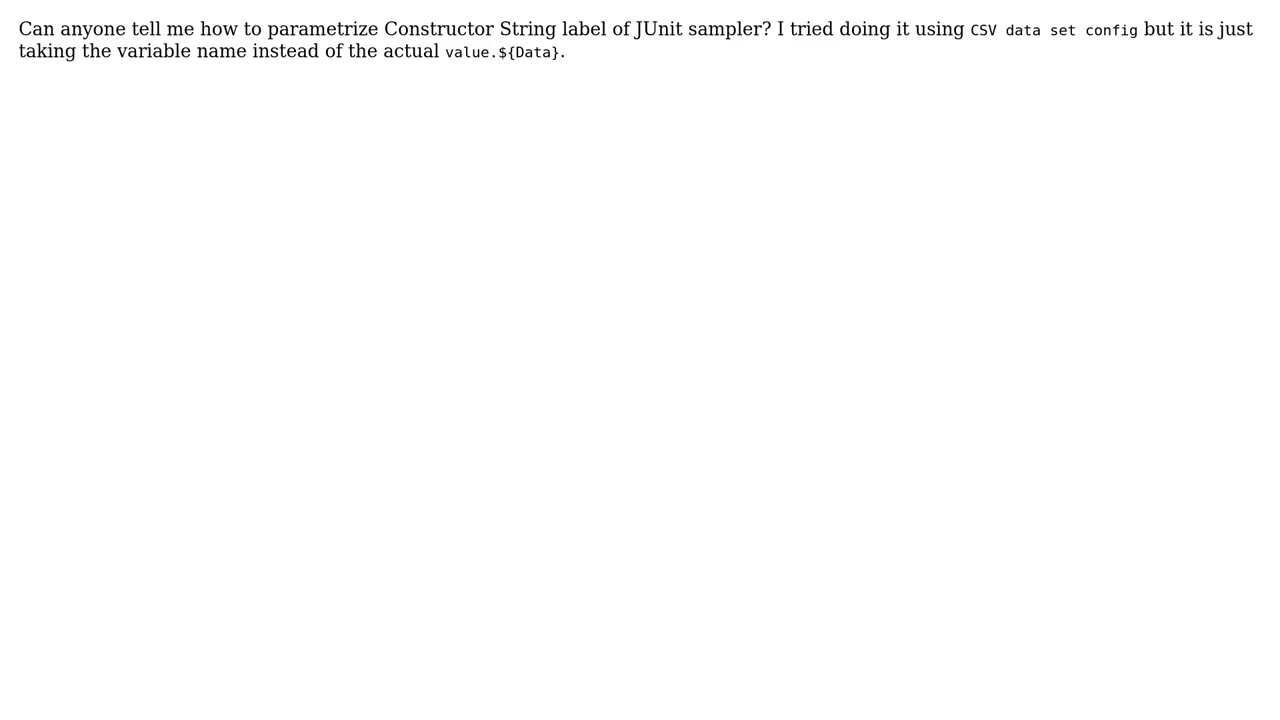 Can anyone tell me how to parametrize Constructor String label of JUnit sampler? I tried doing it using CSV data set config but it is just
taking the variable name instead of the actual value.${Data}.